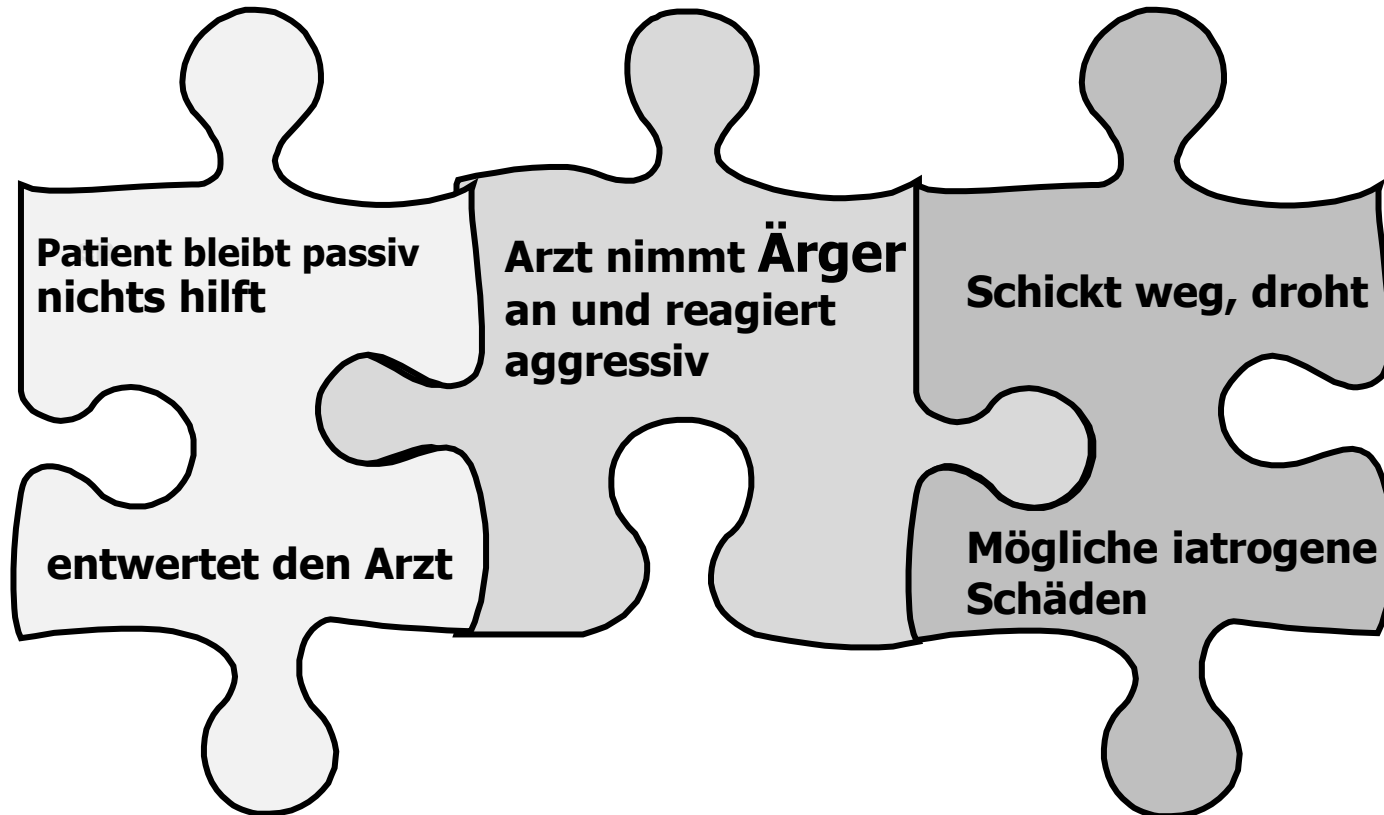 Patient bleibt passiv
nichts hilft
entwertet den Arzt
Arzt nimmt Ärger
an und reagiert
aggressiv
Schickt weg, droht
Mögliche iatrogene
Schäden